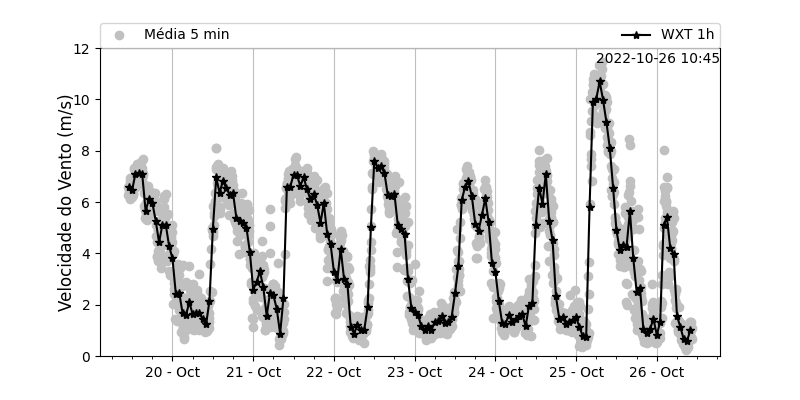 Média 5 min
WXT 1h
2022-10-26 10:45
Velocidade do Vento (m/s)
12
10
8
6
4
2
0
20 - Oct
21 - Oct
22 - Oct
23 - Oct
24 - Oct
25 - Oct
26 - Oct